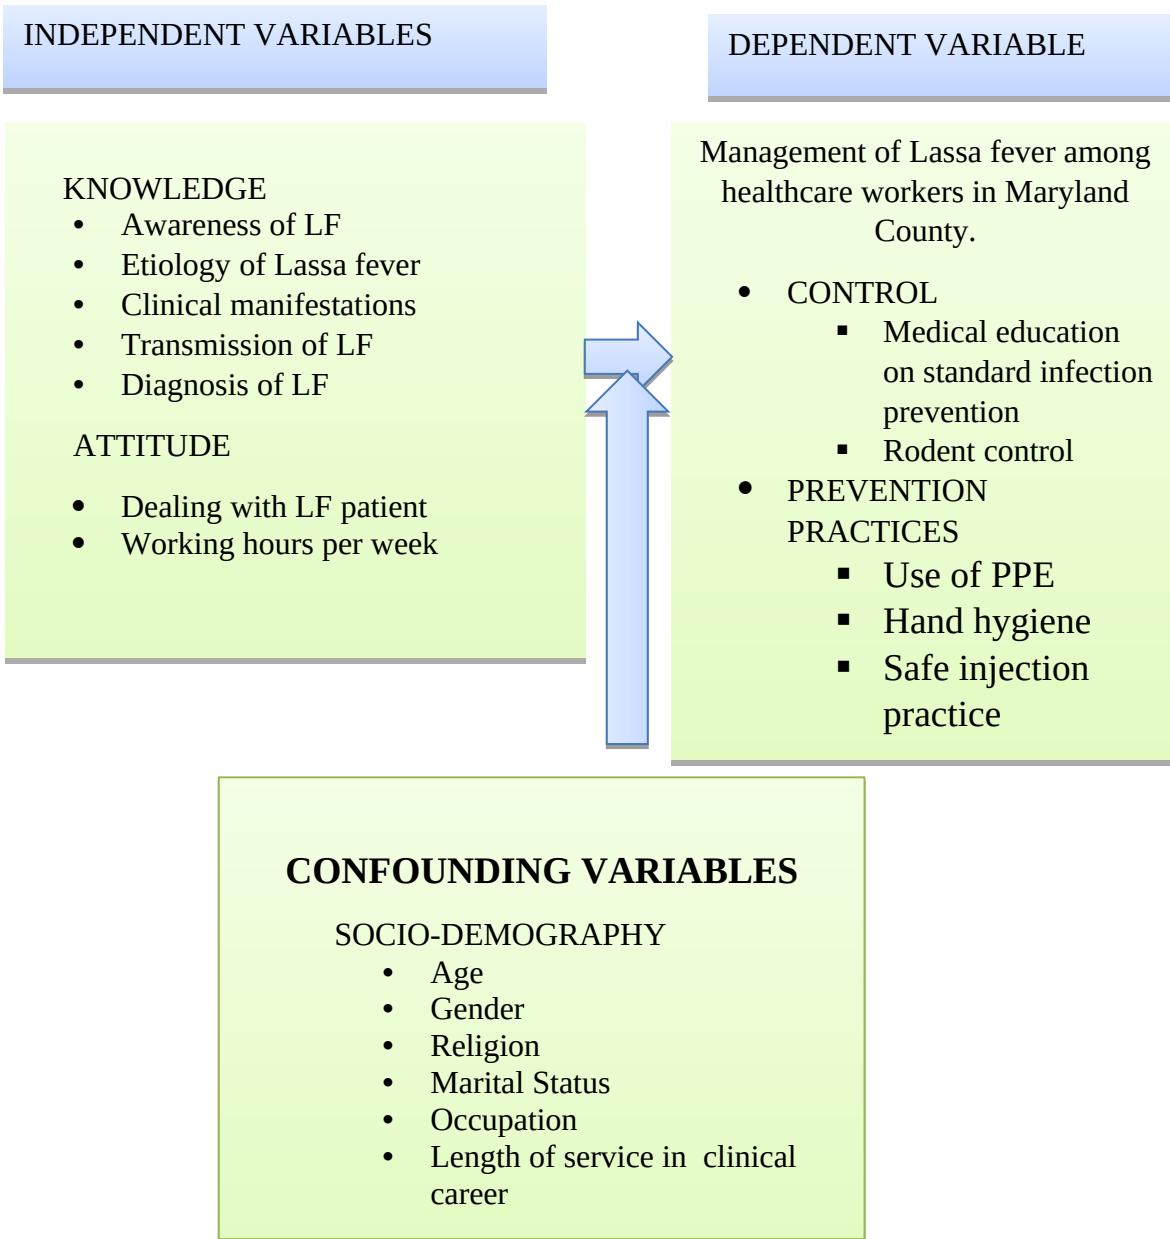 INDEPENDENT VARIABLES
DEPENDENT VARIABLE
KNOWLEDGE
• Awareness of LF
• Etiology of Lassa fever
• Clinical manifestations
• Transmission of LF
• Diagnosis of LF
ATTITUDE
• Dealing with LF patient
• Working hours per week
Management of Lassa fever among
healthcare workers in Maryland
County.
• CONTROL
▪ Medical education
on standard infection
prevention
▪ Rodent control
• PREVENTION
PRACTICES
▪ Use of PPE
▪ Hand hygiene
▪ Safe injection
practice
CONFOUNDING VARIABLES
SOCIO-DEMOGRAPHY
• Age
• Gender
• Religion
• Marital Status
• Occupation
• Length of service in clinical
career